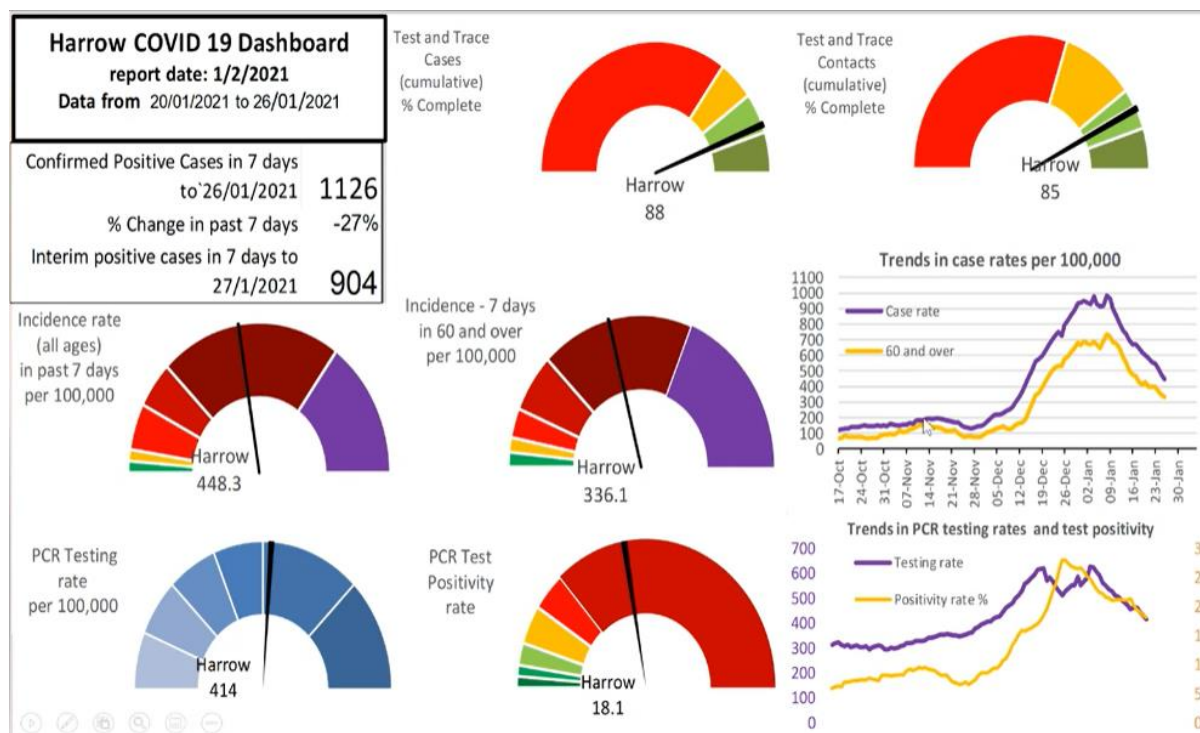 Harrow COVID 19 Dashboard
report date: 1/2/2021
Data from 20/01/2021 to 26/01/2021
Confirmed Positive Cases in 7 days
to`26/01/2021 1126
% Change in past 7 days -27%
Interim positive cases in 7 days to
27/1/2021 904
Test and Trace
Cases
(cumulative)
% Complete
Harrow
88
Test and Trace
Contacts
(cumulative)
% Complete
Harrow
85
Incidence rate
(all ages)
in past 7 days
per 100,000
Harrow
448.3
Incidence - 7 days
in 60 and over
per 100,000
Harrow
336.1
Trends in case rates per 100,000
1100
1000
900
800
700
600
500
400
300
200
100
0
Case rate
60 and over
17-Oct
24-Oct
31-Oct
07-Nov
14-Nov
21-Nov
28-Nov
05-Dec
12-Dec
19-Dec
26-Dec
02-Jan
09-Jan
16-Jan
23-Jan
30-Jan
PCR Testing
rate
per 100,000
Harrow
414
PCR Test
Positivity
rate
Harrow
18.1
Trends in PCR testing rates and test positivity
700
600
500
400
300
200
100
0
Testing rate
Positivity rate %